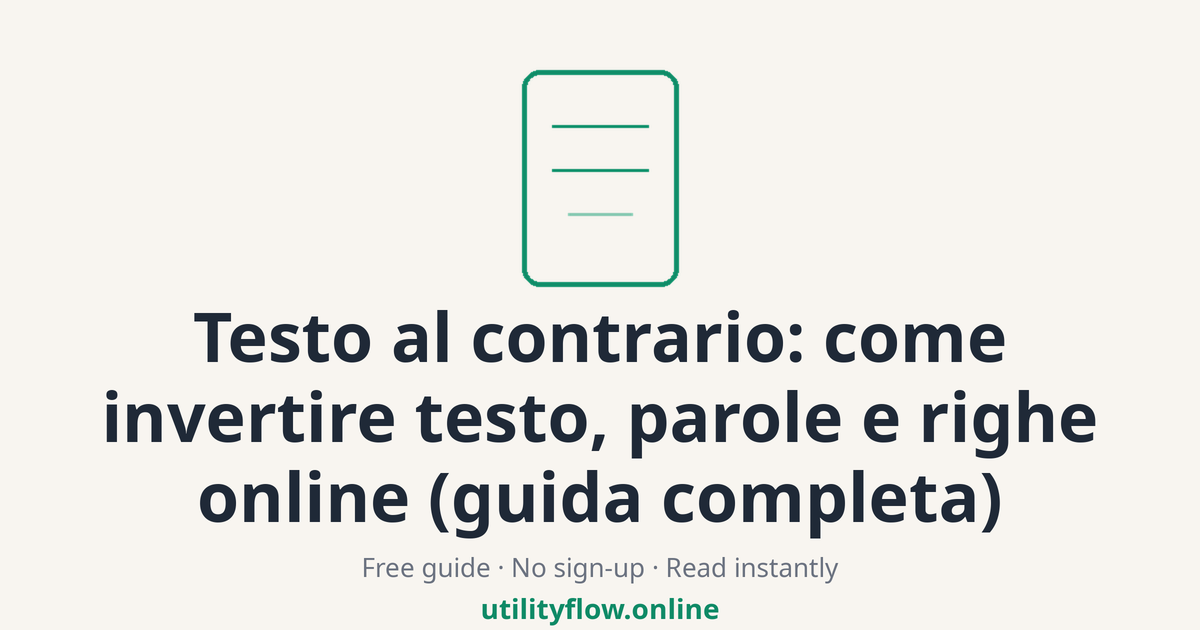 Testo al contrario: come
invertire testo, parole e righe
online (guida completa)
Free guide · No sign-up · Read instantly
utilityflow.online